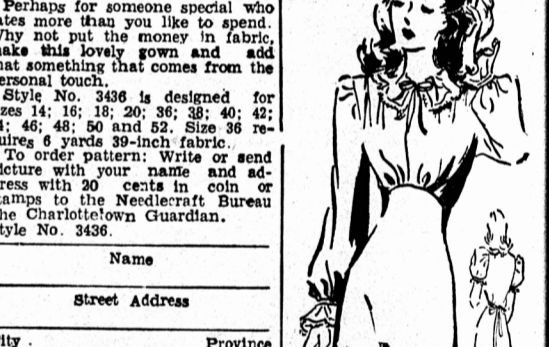 Perhaps for someone special who
ates more than you like to spend.
hy not put the money in fabric,
ake this lovely gown and add
hat something that comes from the
ersonal touch.
Style No. 3436 is designed for
zes 14; 16; 18; 20; 36; 38; 40; 42;
4; 46; 48; 50 and 52. Size 36 re-
uires 6 yards 39-inch fabric.
To order pattern: Write or send
icture with your name and ad-
ress with 20 cents in coin or
tamps to the Needlecraft Bureau
he Charlottetown Guardian.
tyle No. 3436.
Name
Street Address
ity. Province